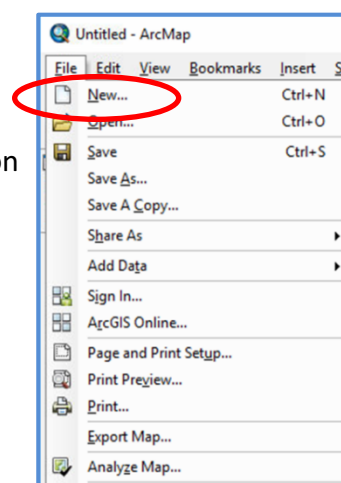 Untitled - ArcMap
File Edit View Bookmarks Insert S
New... Ctrl+N
Open... Ctrl+O
on
Save Ctrl+S
Save As...
Save A Copy...
Share As
Add Data
Sign In...
ArcGIS Online...
Page and Print Setup...
Print Preview...
Print...
Export Map...
Analyze Map...